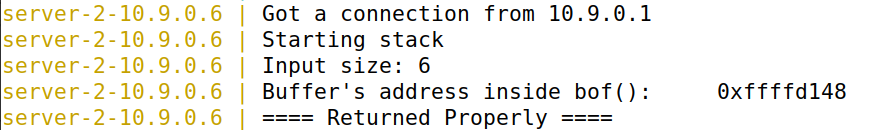 server-2-10.9.0.6 | Got a connection from 10.9.0.1
server-2-10.9.0.6 | Starting stack
server-2-10.9.0.6 | Input size: 6
server-2-10.9.0.6 | Buffer's address inside bof():     0xffffd148
server-2-10.9.0.6 | ==== Returned Properly ====